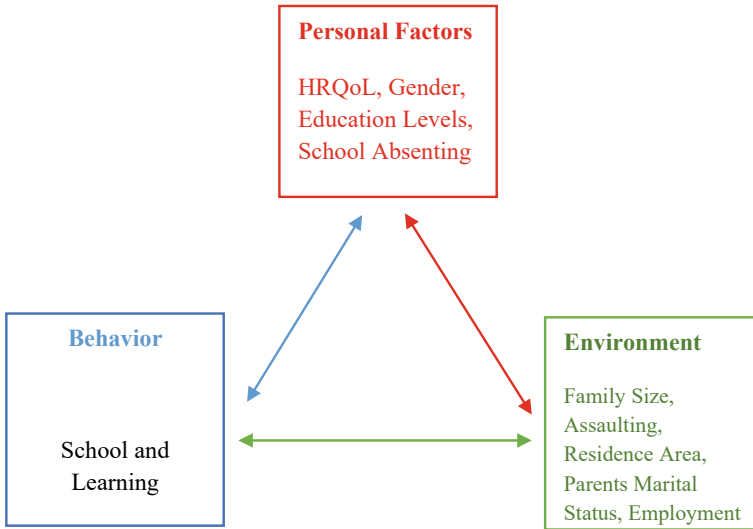 Personal Factors
HRQoL, Gender,
Education Levels,
School Absenting
Behavior
School and
Learning
Environment
Family Size,
Assaulting,
Residence Area,
Parents Marital
Status, Employment